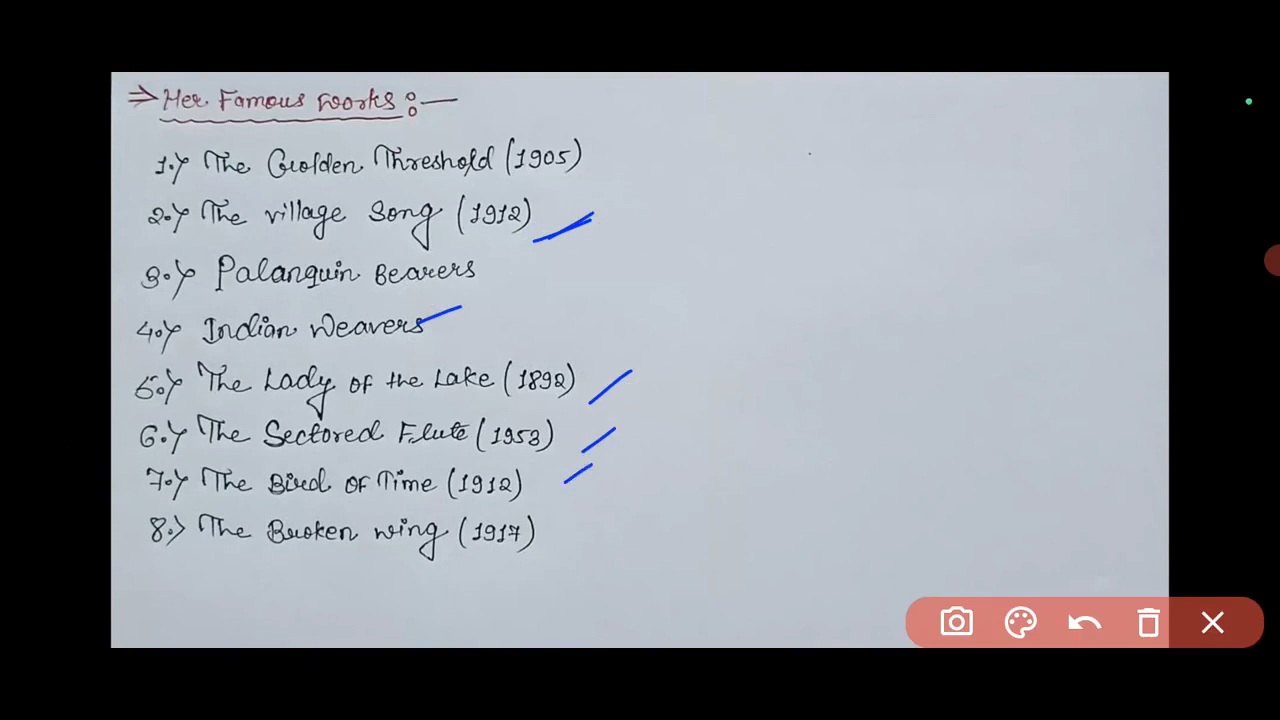 ⇒ Her Famous works :—
1.> The Golden Threshold (1905)
2.> The village Song (1912)
3.> Palanquin Bearers
4.> Indian Weavers
5.> The Lady of the Lake (1892)
6.> The Sectored Flute (1953)
7.> The Bird Of Time (1912)
8.> The Broken wing (1917)